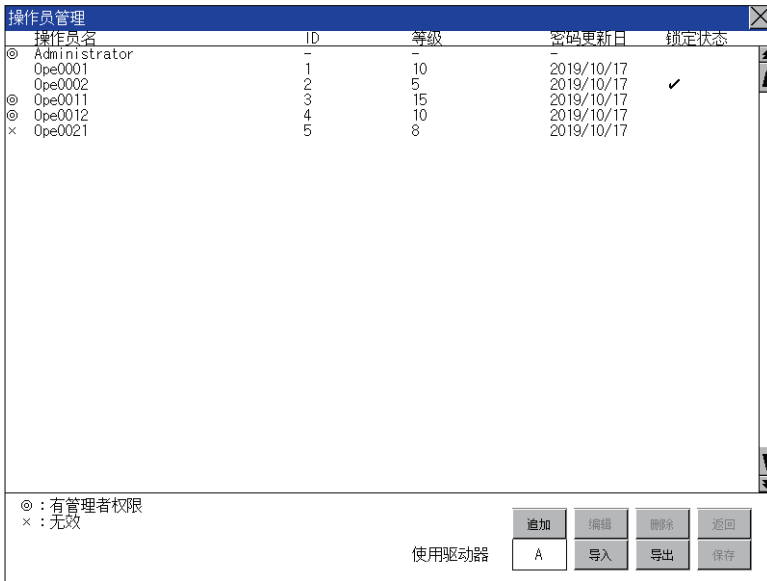 操作员管理
操作员名 ID 等级 密码更新日 锁定状态
◎ Administrator - - -
Ope0001 1 10 2019/10/17
Ope0002 2 5 2019/10/17 ✓
◎ Ope0011 3 15 2019/10/17
◎ Ope0012 4 10 2019/10/17
× Ope0021 5 8 2019/10/17
◎：有管理者权限
×：无效
追加 编辑 删除 返回
使用驱动器 A 导入 导出 保存